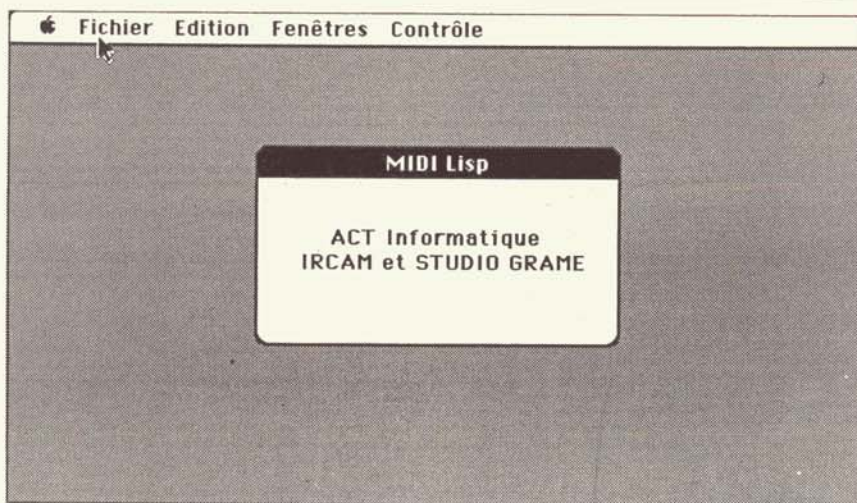 Fichier Edition Fenêtres Contrôle
MIDI Lisp
ACT Informatique
IRCAM et STUDIO GRAME